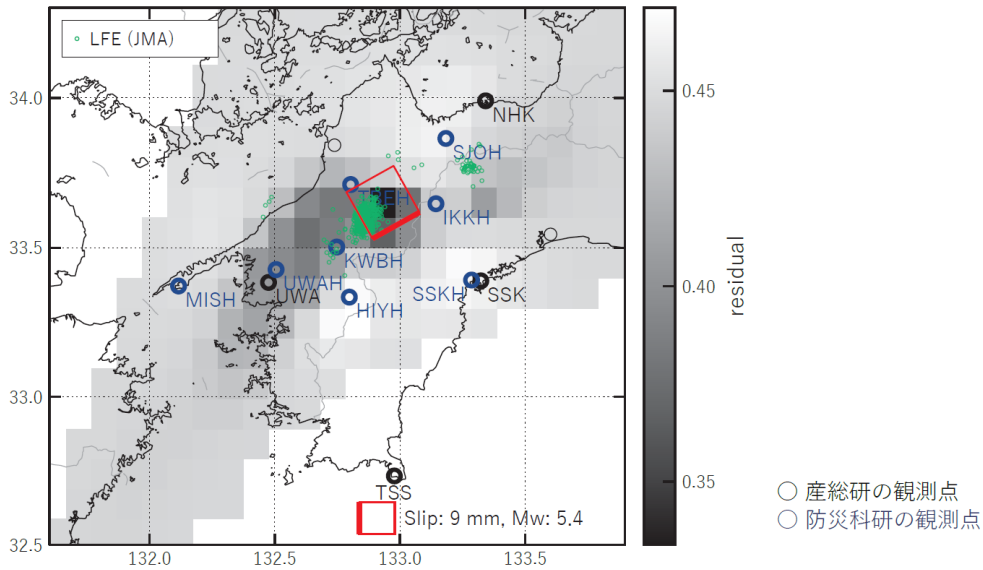 LFE (JMA)
34.0
33.5
33.0
32.5
132.0
132.5
133.0
133.5
NHK
SJOH
IKKH
KWBH
UWAH
UWA
MISH
HIYH
SSKH
SSK
TSS
Slip: 9 mm, Mw: 5.4
0.45
0.40
0.35
residual
産総研の観測点
防災科研の観測点